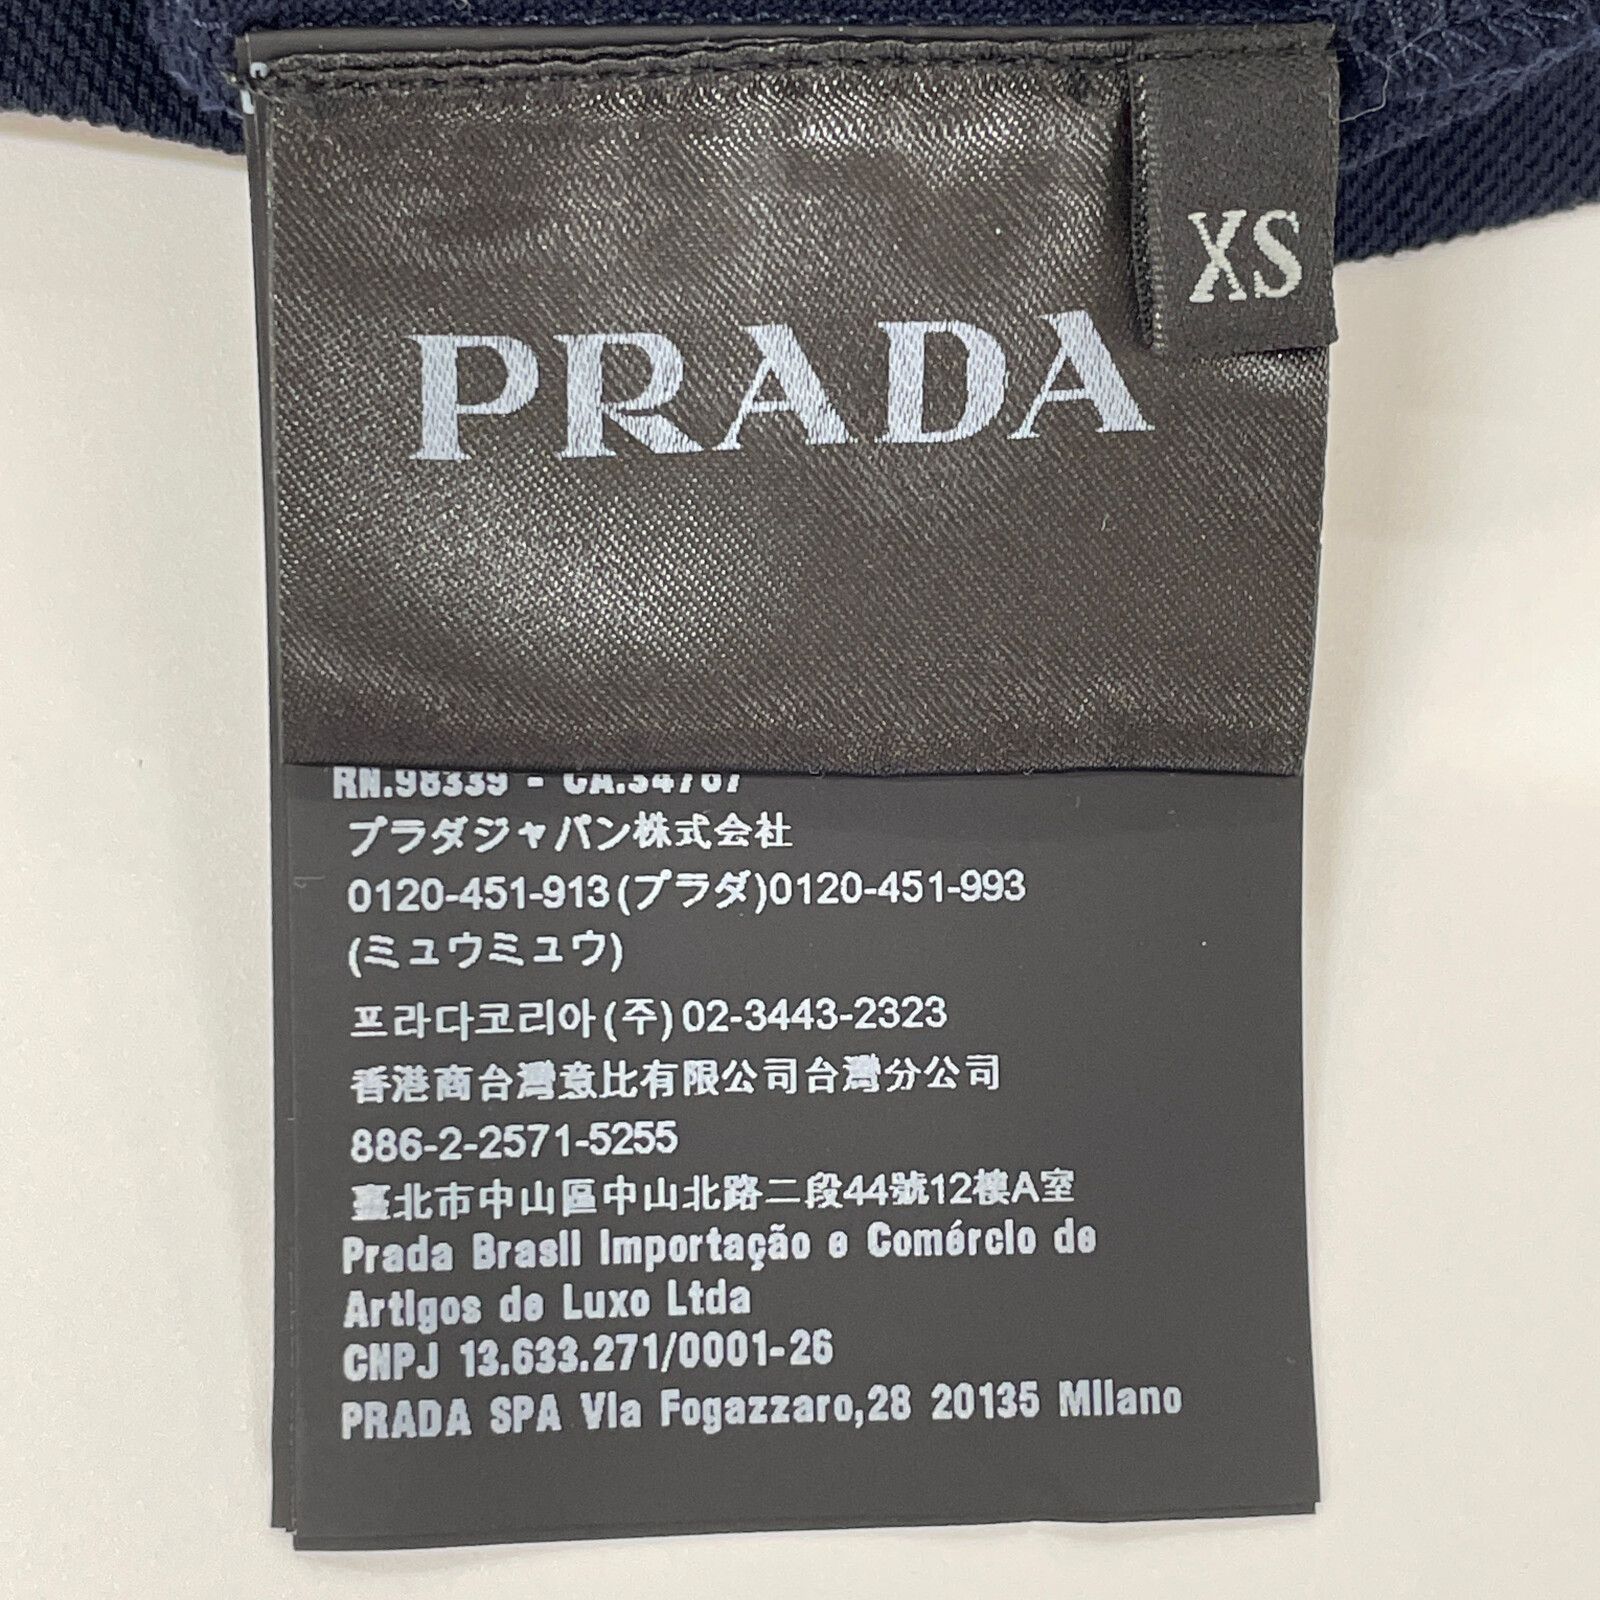 PRADA
XS
RN.98339 - CA.34767
プラダジャパン株式会社
0120-451-913(プラダ)0120-451-993
(ミュウミュウ)
프라다코리아(주)02-3443-2323
香港商台灣意比有限公司台灣分公司
886-2-2571-5255
臺北市中山區中山北路二段44號12樓A室
Prada Brasil Importação e Comércio de
Artigos de Luxo Ltda
CNPJ 13.633.271/0001-26
PRADA SPA Via Fogazzaro,28 20135 Milano